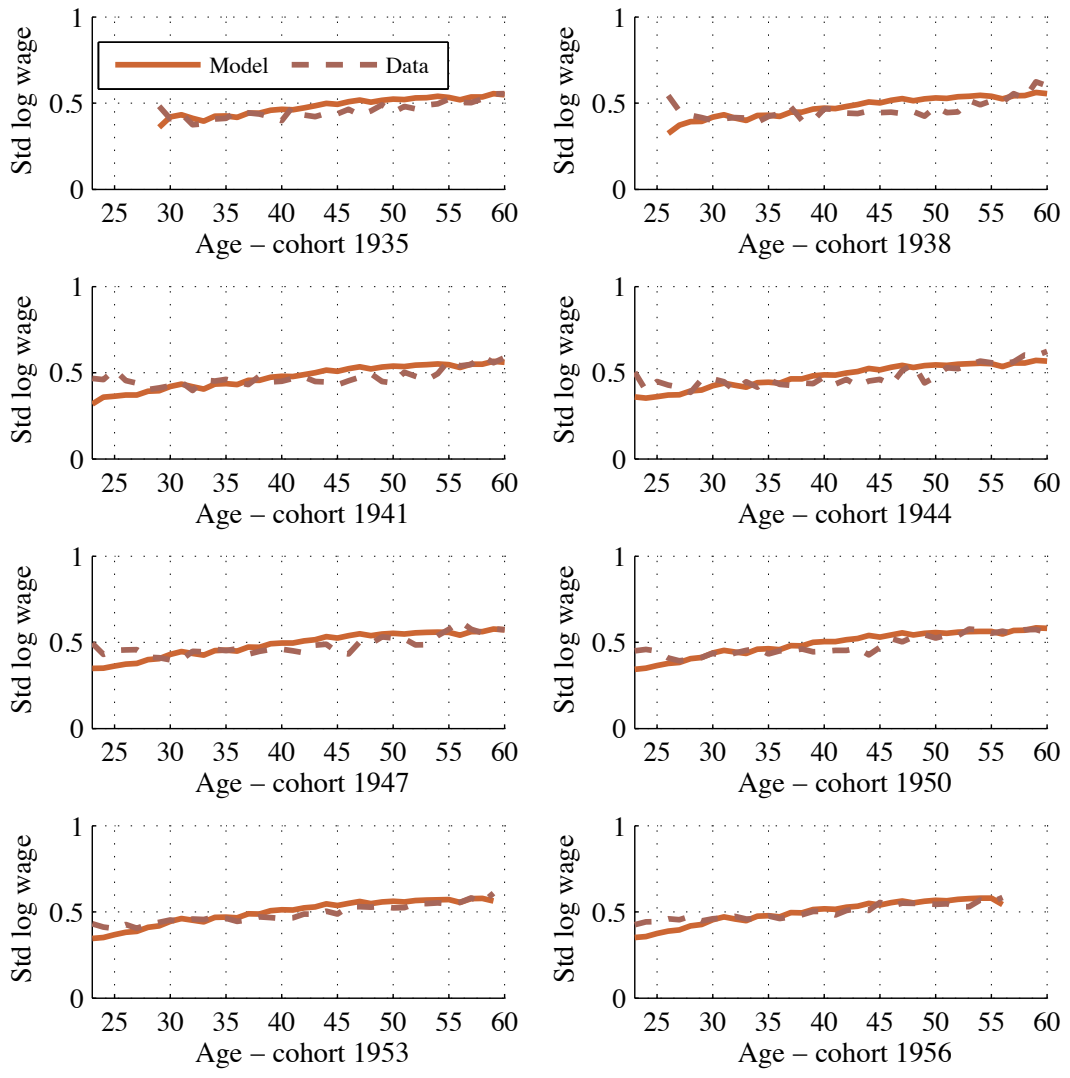 Std log wage
1
0.5
0
Model
Data
25 30 35 40 45 50 55 60
Age – cohort 1935
Std log wage
1
0.5
0
25 30 35 40 45 50 55 60
Age – cohort 1938
Std log wage
1
0.5
0
25 30 35 40 45 50 55 60
Age – cohort 1941
Std log wage
1
0.5
0
25 30 35 40 45 50 55 60
Age – cohort 1944
Std log wage
1
0.5
0
25 30 35 40 45 50 55 60
Age – cohort 1947
Std log wage
1
0.5
0
25 30 35 40 45 50 55 60
Age – cohort 1950
Std log wage
1
0.5
0
25 30 35 40 45 50 55 60
Age – cohort 1953
Std log wage
1
0.5
0
25 30 35 40 45 50 55 60
Age – cohort 1956